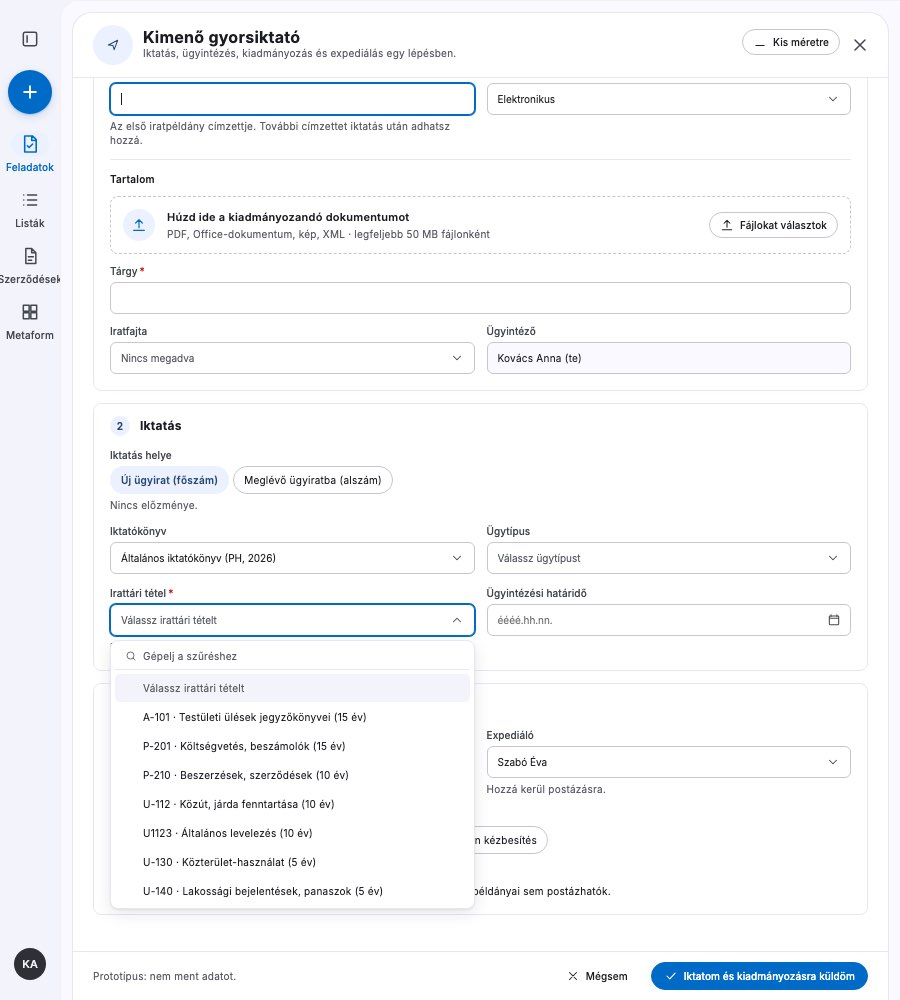 Kimenő gyorsiktató
Iktatás, ügyintézés, kiadmányozás és expediálás egy lépésben.
Kis méretre
Feladatok
Listák
Szerződések
Metaform
Elektronikus
Az első iratpéldány címzettje. További címzettet iktatás után adhatsz
hozzá.
Tartalom
Húzd ide a kiadmányozandó dokumentumot
PDF, Office-dokumentum, kép, XML · legfeljebb 50 MB fájlonként
Fájlokat választok
Tárgy *
Iratfajta
Ügyintéző
Nincs megadva
Kovács Anna (te)
2 Iktatás
Iktatás helye
Új ügyirat (főszám)
Meglévő ügyiratba (alszám)
Nincs előzménye.
Iktatókönyv
Ügytípus
Általános iktatókönyv (PH, 2026)
Válassz ügytípust
Irattári tétel *
Ügyintézési határidő
Válassz irattári tételt
éééé.hh.nn.
Gépelj a szűréshez
Válassz irattári tételt
A-101 · Testületi ülések jegyzőkönyvei (15 év)
P-201 · Költségvetés, beszámolók (15 év)
P-210 · Beszerzések, szerződések (10 év)
U-112 · Közút, járda fenntartása (10 év)
U1123 · Általános levelezés (10 év)
U-130 · Közterület-használat (5 év)
U-140 · Lakossági bejelentések, panaszok (5 év)
Expediáló
Szabó Éva
Hozzá kerül postázásra.
n kézbesítés
példányai sem postázhatók.
KA
Prototípus: nem ment adatot.
Mégsem
Iktatom és kiadmányozásra küldöm